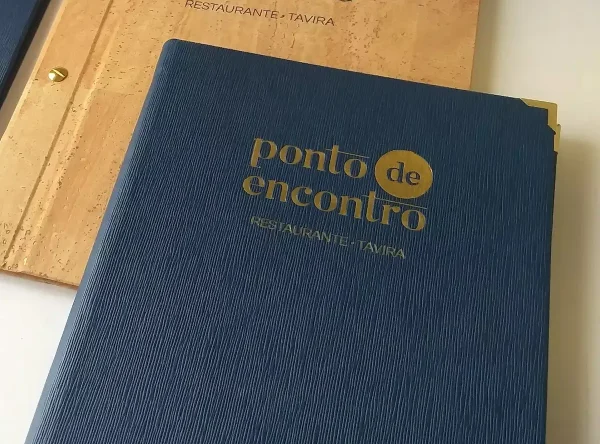 RESTAURANTE • TAVIRA
ponto de
encontro
RESTAURANTE • TAVIRA